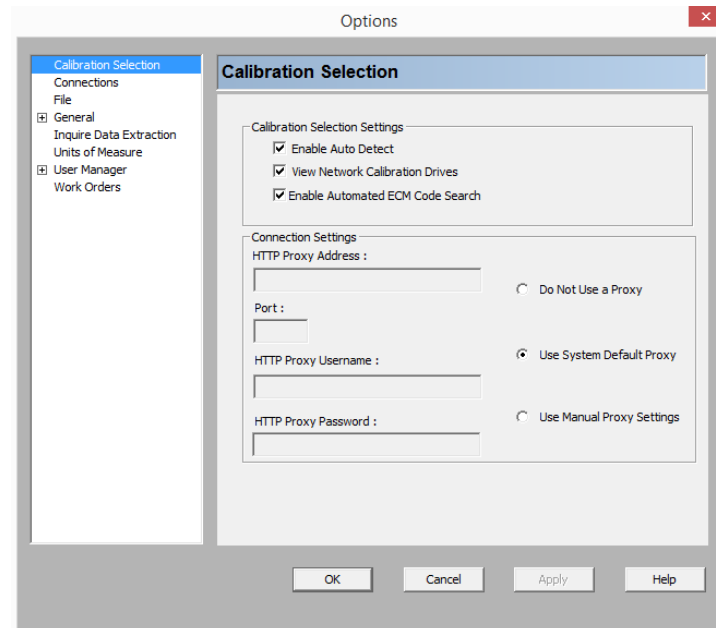 Options
Calibration Selection
Connections
File
General
Inquire Data Extraction
Units of Measure
User Manager
Work Orders
Calibration Selection
Calibration Selection Settings
Enable Auto Detect
View Network Calibration Drives
Enable Automated ECM Code Search
Connection Settings
HTTP Proxy Address :
Do Not Use a Proxy
Port :
Use System Default Proxy
HTTP Proxy Username :
Use Manual Proxy Settings
HTTP Proxy Password :
OK Cancel Apply Help